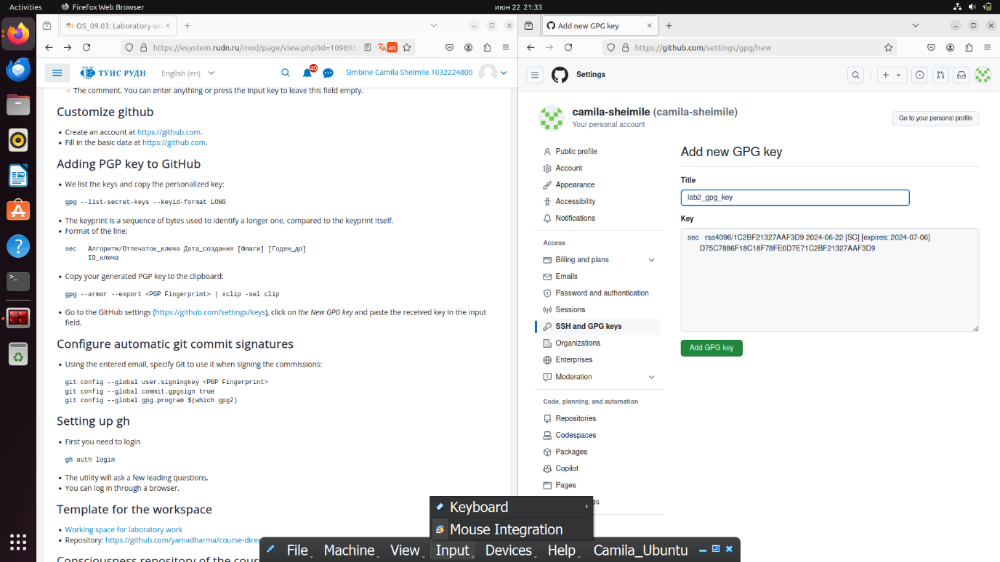 Activities
Firefox Web Browser
июн 22 21:33
OS_09.03: Laboratory wo
https://esystem.rudn.ru/mod/page/view.php?id=109893
en
ТУИС РУДН
English (en)
40
Simbine Camila Sheimile 1032224800
The comment. You can enter anything or press the input key to leave this field empty.
Customize github
Create an account at https://github.com.
Fill in the basic data at https://github.com.
Adding PGP key to GitHub
We list the keys and copy the personalized key:
gpg --list-secret-keys --keyid-format LONG
The keyprint is a sequence of bytes used to identify a longer one, compared to the keyprint itself.
Format of the line:
sec   Алгоритм/Отпечаток_ключа Дата_создания [Флаги] [Годен_до]
ID_ключа
Copy your generated PGP key to the clipboard:
gpg --armor --export <PGP Fingerprint> | xclip -sel clip
Go to the GitHub settings (https://github.com/settings/keys), click on the New GPG key and paste the received key in the input
field.
Configure automatic git commit signatures
Using the entered email, specify Git to use it when signing the commissions:
git config --global user.signingkey <PGP Fingerprint>
git config --global commit.gpgsign true
git config --global gpg.program $(which gpg2)
Setting up gh
First you need to login
gh auth login
The utility will ask a few leading questions.
You can log in through a browser.
Template for the workspace
Working space for laboratory work
Repository: https://github.com/yamadharma/course-direc
Consciousness repository of the cour
Add new GPG key
https://github.com/settings/gpg/new
Settings
camila-sheimile (camila-sheimile)
Your personal account
Go to your personal profile
Public profile
Account
Appearance
Accessibility
Notifications
Access
Billing and plans
Emails
Password and authentication
Sessions
SSH and GPG keys
Organizations
Enterprises
Moderation
Code, planning, and automation
Repositories
Codespaces
Packages
Copilot
Pages
es
Add new GPG key
Title
lab2_gpg_key
Key
sec   rsa4096/1C2BF21327AAF3D9 2024-06-22 [SC] [expires: 2024-07-06]
D75C7886F18C18F78FE0D7E71C2BF21327AAF3D9
Add GPG key
Keyboard
Mouse Integration
File
Machine
View
Input
Devices
Help
Camila_Ubuntu